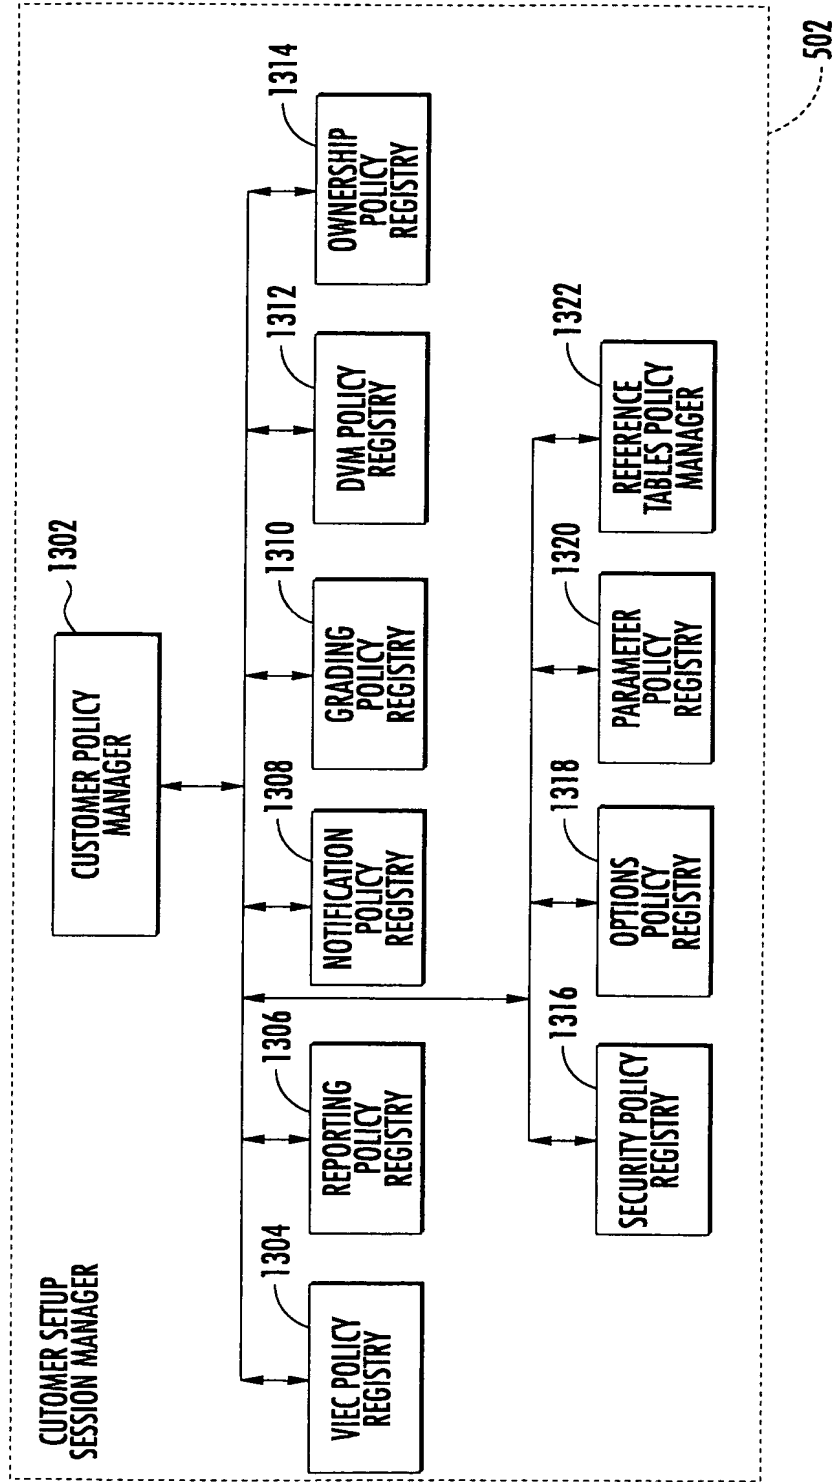 CUTOMER SETUP
SESSION MANAGER
CUSTOMER POLICY
MANAGER
1302
VIEC POLICY
REGISTRY
1304
REPORTING
POLICY
REGISTRY
1306
NOTIFICATION
POLICY
REGISTRY
1308
GRADING
POLICY
REGISTRY
1310
DVM POLICY
REGISTRY
1312
OWNERSHIP
POLICY
REGISTRY
1314
SECURITY POLICY
REGISTRY
1316
OPTIONS
POLICY
REGISTRY
1318
PARAMETER
POLICY
REGISTRY
1320
REFERENCE
TABLES POLICY
MANAGER
1322
502